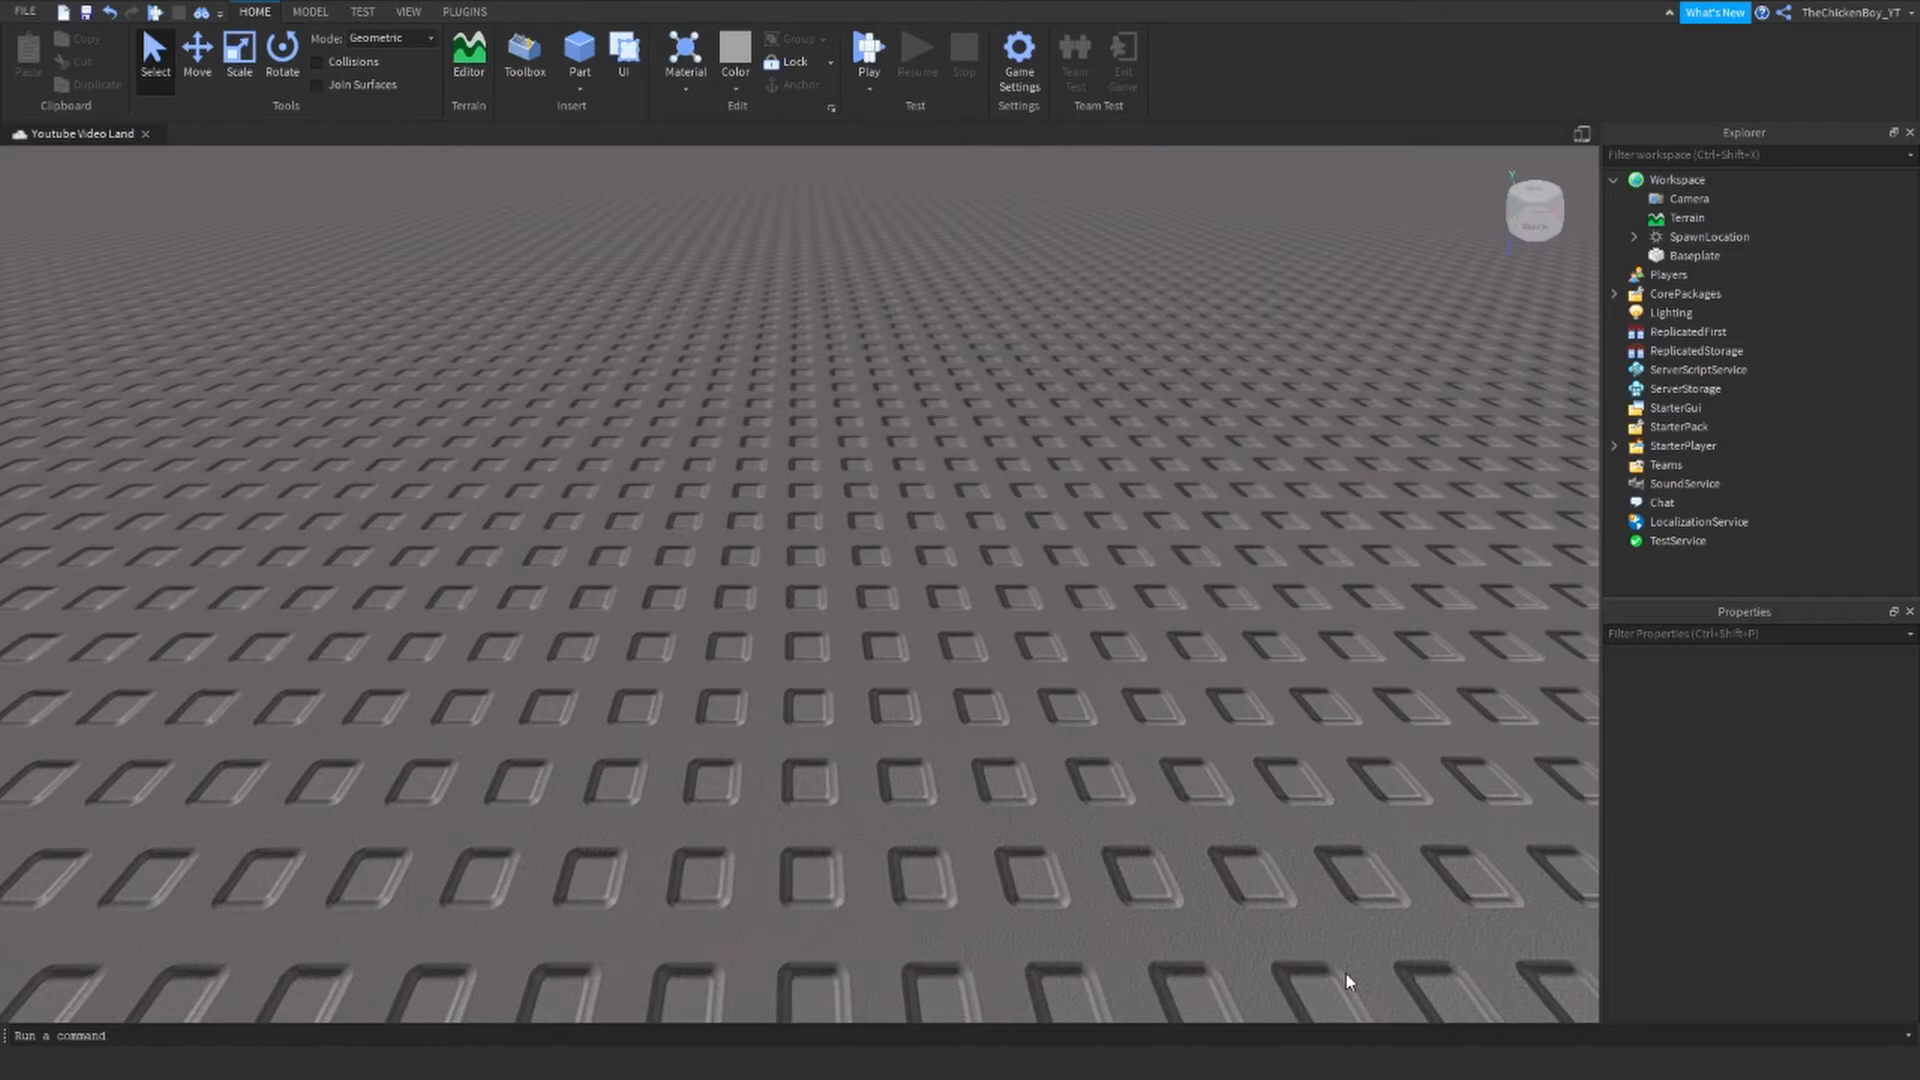 FILE HOME MODEL TEST VIEW PLUGINS What's New TheChickenBoy_YT
Paste Copy Cut Duplicate
Clipboard
Select Move Scale Rotate
Mode: Geometric
Collisions
Join Surfaces
Tools
Editor
Terrain
Toolbox Part UI
Insert
Material Color
Group
Lock
Anchor
Edit
Play Resume Stop
Test
Game Settings
Settings
Team Test
Exit Game
Team Test
Youtube Video Land
Explorer
Filter workspace (Ctrl+Shift+X)
Workspace
Camera
Terrain
SpawnLocation
Baseplate
Players
CorePackages
Lighting
ReplicatedFirst
ReplicatedStorage
ServerScriptService
ServerStorage
StarterGui
StarterPack
StarterPlayer
Teams
SoundService
Chat
LocalizationService
TestService
Y
Back
Properties
Filter Properties (Ctrl+Shift+P)
Run a command